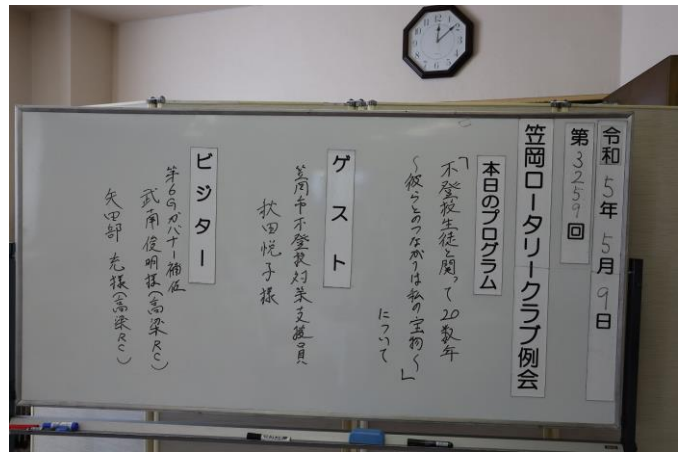 令和 5年 5月 9日
第3259回
笠岡ロータリークラブ例会
本日のプログラム
「不登校生徒と関って20数年
～彼らとのつながりは私の宝物～」
について
ゲスト
笠岡市不登校対策支援員
秋田悦子様
ビジター
第6Gガバナー補佐
武南俊明様(高梁RC)
矢田部 光様(高梁RC)